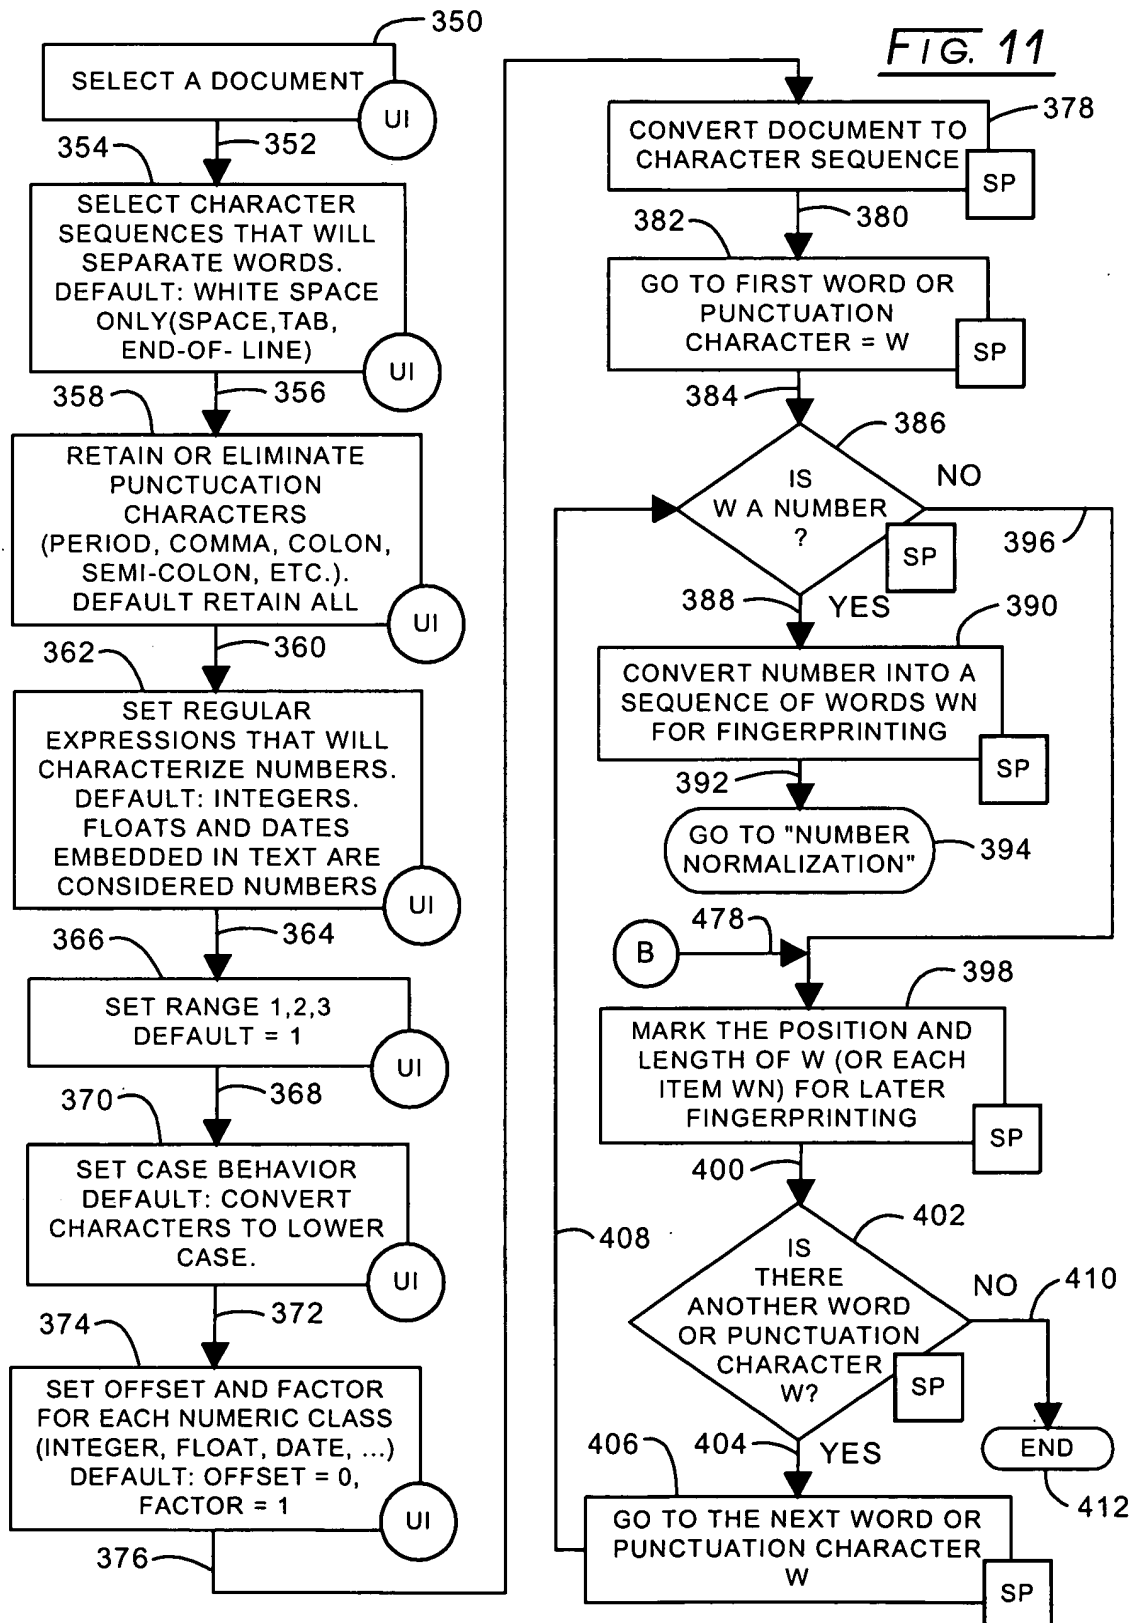 FIG. 11
350
SELECT A DOCUMENT
UI
352
354
SELECT CHARACTER
SEQUENCES THAT WILL
SEPARATE WORDS.
DEFAULT: WHITE SPACE
ONLY(SPACE,TAB,
END-OF- LINE)
UI
356
358
RETAIN OR ELIMINATE
PUNCTUCATION
CHARACTERS
(PERIOD, COMMA, COLON,
SEMI-COLON, ETC.).
DEFAULT RETAIN ALL
UI
360
362
SET REGULAR
EXPRESSIONS THAT WILL
CHARACTERIZE NUMBERS.
DEFAULT: INTEGERS.
FLOATS AND DATES
EMBEDDED IN TEXT ARE
CONSIDERED NUMBERS
UI
364
366
SET RANGE 1,2,3
DEFAULT = 1
UI
368
370
SET CASE BEHAVIOR
DEFAULT: CONVERT
CHARACTERS TO LOWER
CASE.
UI
372
374
SET OFFSET AND FACTOR
FOR EACH NUMERIC CLASS
(INTEGER, FLOAT, DATE, ...)
DEFAULT: OFFSET = 0,
FACTOR = 1
UI
376
378
CONVERT DOCUMENT TO
CHARACTER SEQUENCE
SP
380
382
GO TO FIRST WORD OR
PUNCTUATION
CHARACTER = W
SP
384
386
IS
W A NUMBER
?
SP
NO
396
388
YES
390
CONVERT NUMBER INTO A
SEQUENCE OF WORDS WN
FOR FINGERPRINTING
SP
392
GO TO "NUMBER
NORMALIZATION"
394
B
478
398
MARK THE POSITION AND
LENGTH OF W (OR EACH
ITEM WN) FOR LATER
FINGERPRINTING
SP
400
402
408
IS
THERE
ANOTHER WORD
OR PUNCTUATION
CHARACTER
W?
SP
NO
410
END
412
404
YES
406
GO TO THE NEXT WORD OR
PUNCTUATION CHARACTER
W
SP